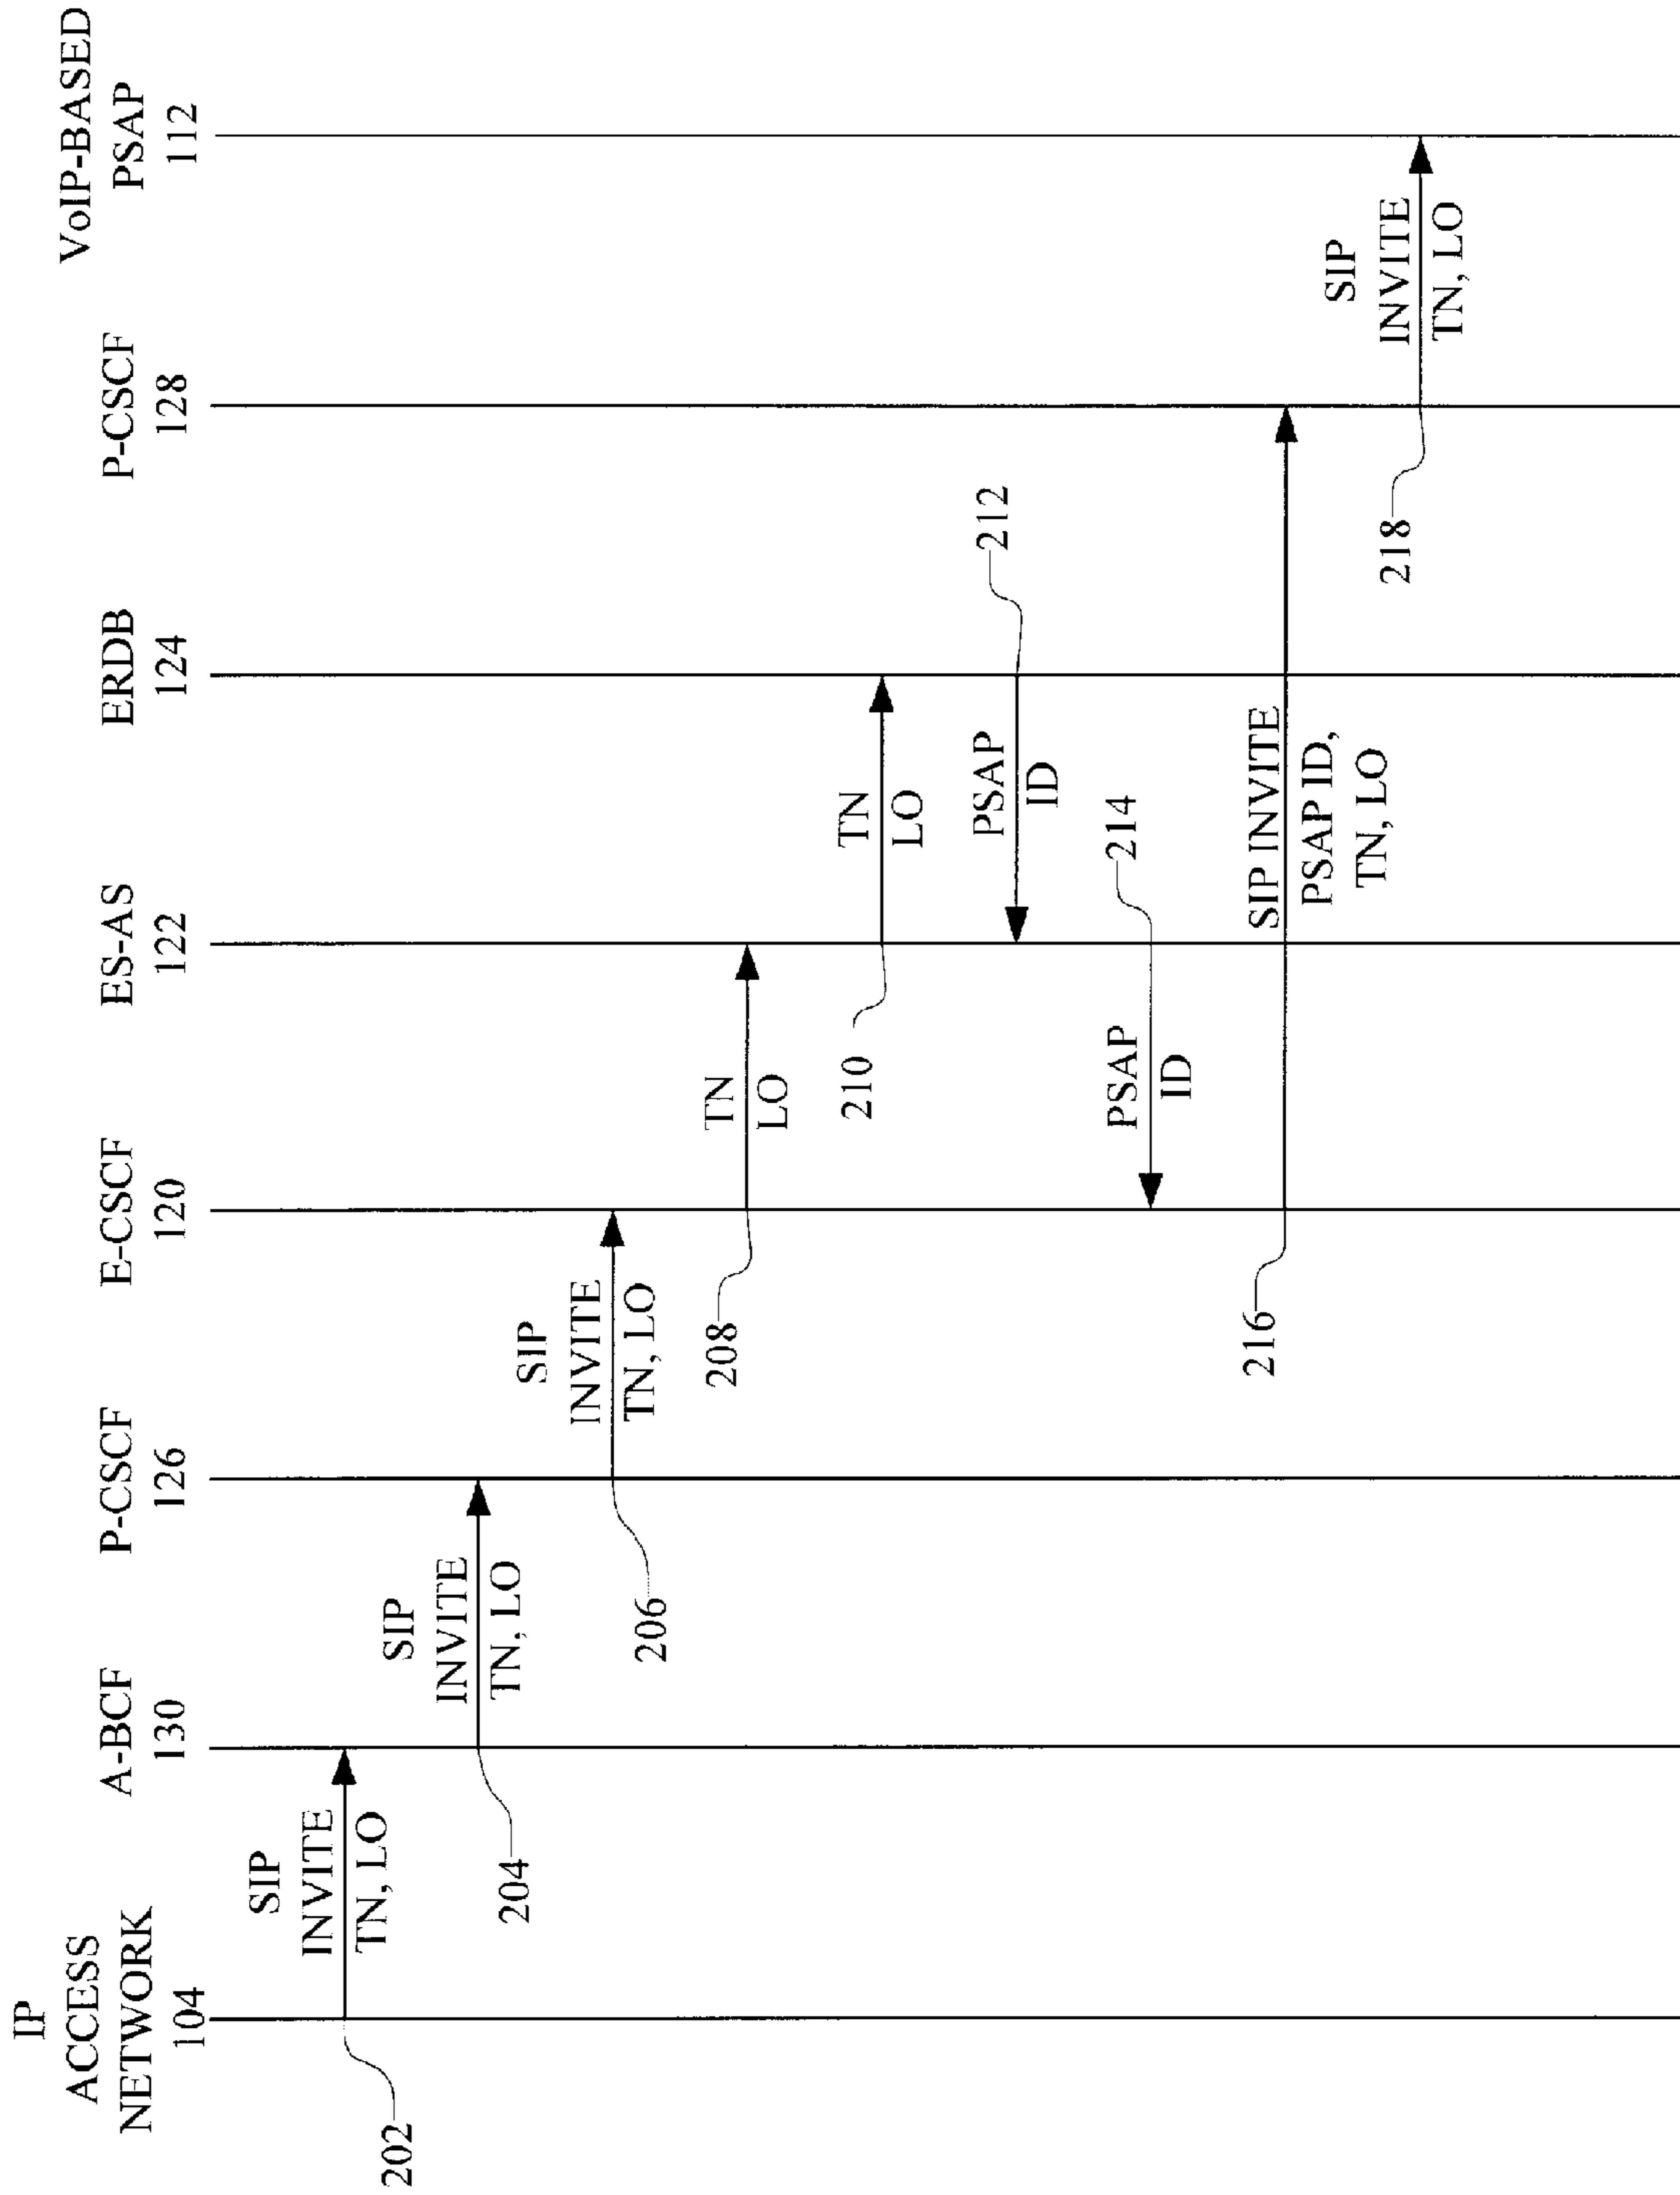 IP
ACCESS
NETWORK
104
A-BCF
130
P-CSCF
126
E-CSCF
120
ES-AS
122
ERDB
124
P-CSCF
128
VoIP-BASED
PSAP
112
SIP
INVITE
TN, LO
202
SIP
INVITE
TN, LO
204
SIP
INVITE
TN, LO
206
TN
LO
208
TN
LO
210
PSAP
ID
212
PSAP
ID
214
SIP INVITE
PSAP ID,
TN, LO
216
SIP
INVITE
TN, LO
218